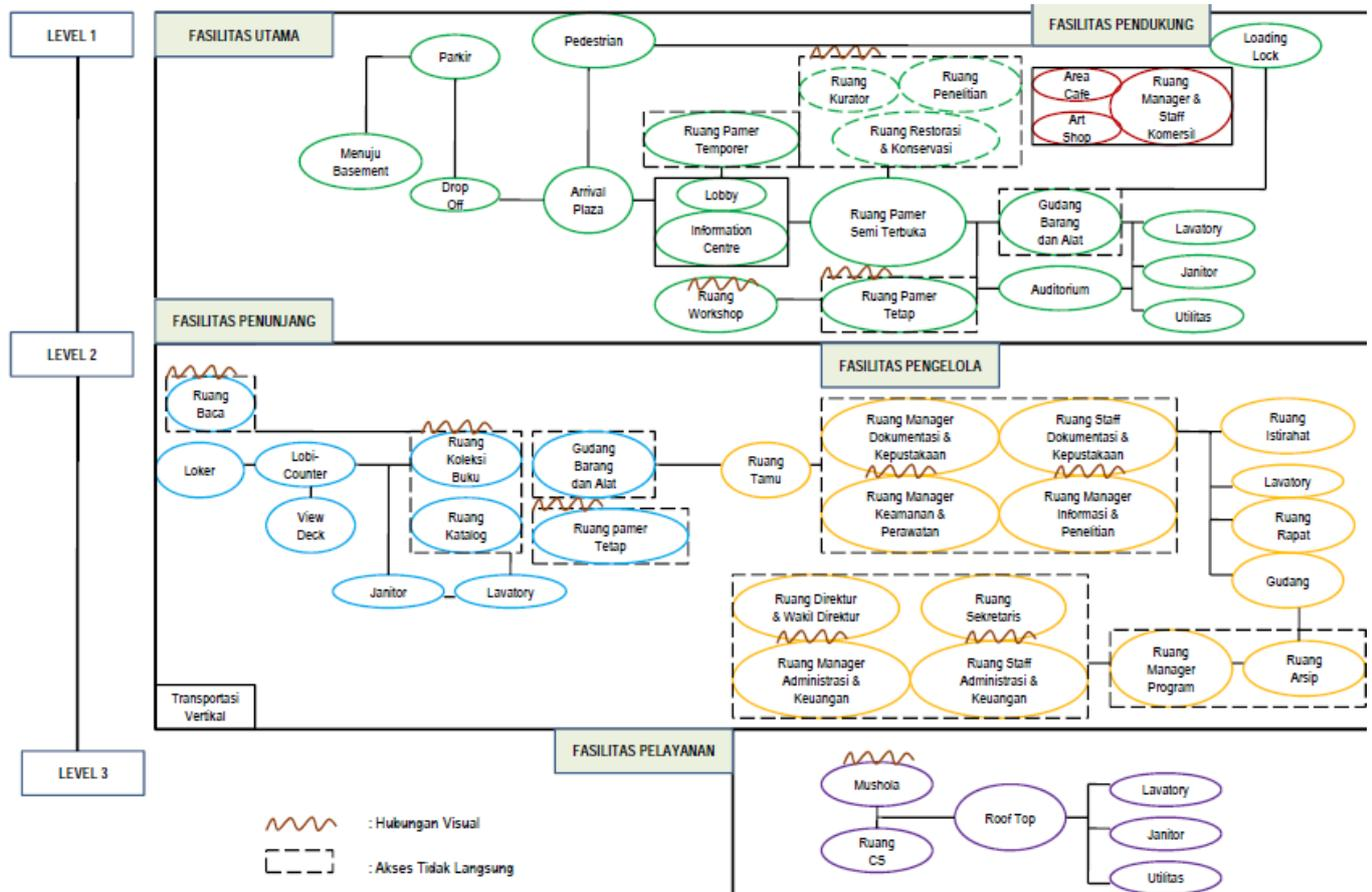 LEVEL 1
FASILITAS UTAMA
FASILITAS PENDUKUNG
Pedestrian
Parkir
Loading
Lock
Ruang
Kurator
Ruang
Penelitian
Area
Cafe
Ruang
Manager &
Staff
Komersil
Art
Shop
Ruang Pamer
Temporer
Ruang Restorasi
& Konservasi
Menuju
Basement
Drop
Off
Arrival
Plaza
Lobby
Information
Centre
Ruang Pamer
Semi Terbuka
Gudang
Barang
dan Alat
Lavatory
Janitor
Utilitas
Auditorium
Ruang
Workshop
Ruang Pamer
Tetap
FASILITAS PENUNJANG
LEVEL 2
FASILITAS PENGELOLA
Ruang
Baca
Loker
Lobi-
Counter
View
Deck
Ruang
Koleksi
Buku
Ruang
Katalog
Gudang
Barang
dan Alat
Ruang pamer
Tetap
Janitor
Lavatory
Ruang
Tamu
Ruang Manager
Dokumentasi &
Kepustakaan
Ruang Staff
Dokumentasi &
Kepustakaan
Ruang Manager
Keamanan &
Perawatan
Ruang Manager
Informasi &
Penelitian
Ruang
Istirahat
Lavatory
Ruang
Rapat
Gudang
Ruang Direktur
& Wakil Direktur
Ruang
Sekretaris
Ruang Manager
Administrasi &
Keuangan
Ruang Staff
Administrasi &
Keuangan
Ruang
Manager
Program
Ruang
Arsip
Transportasi
Vertikal
FASILITAS PELAYANAN
LEVEL 3
Mushola
Ruang
CS
Roof Top
Lavatory
Janitor
Utilitas
: Hubungan Visual
: Akses Tidak Langsung